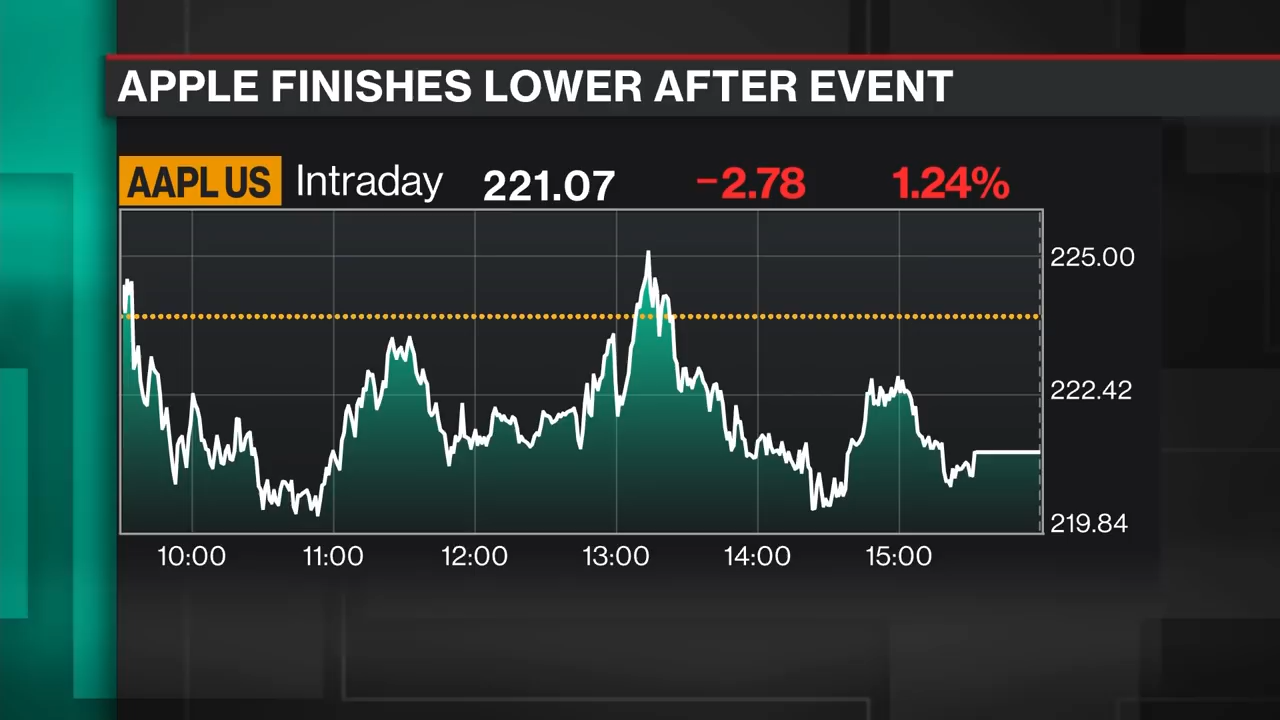 APPLE FINISHES LOWER AFTER EVENT
AAPL US Intraday 221.07 −2.78 1.24%
225.00
222.42
219.84
10:00 11:00 12:00 13:00 14:00 15:00